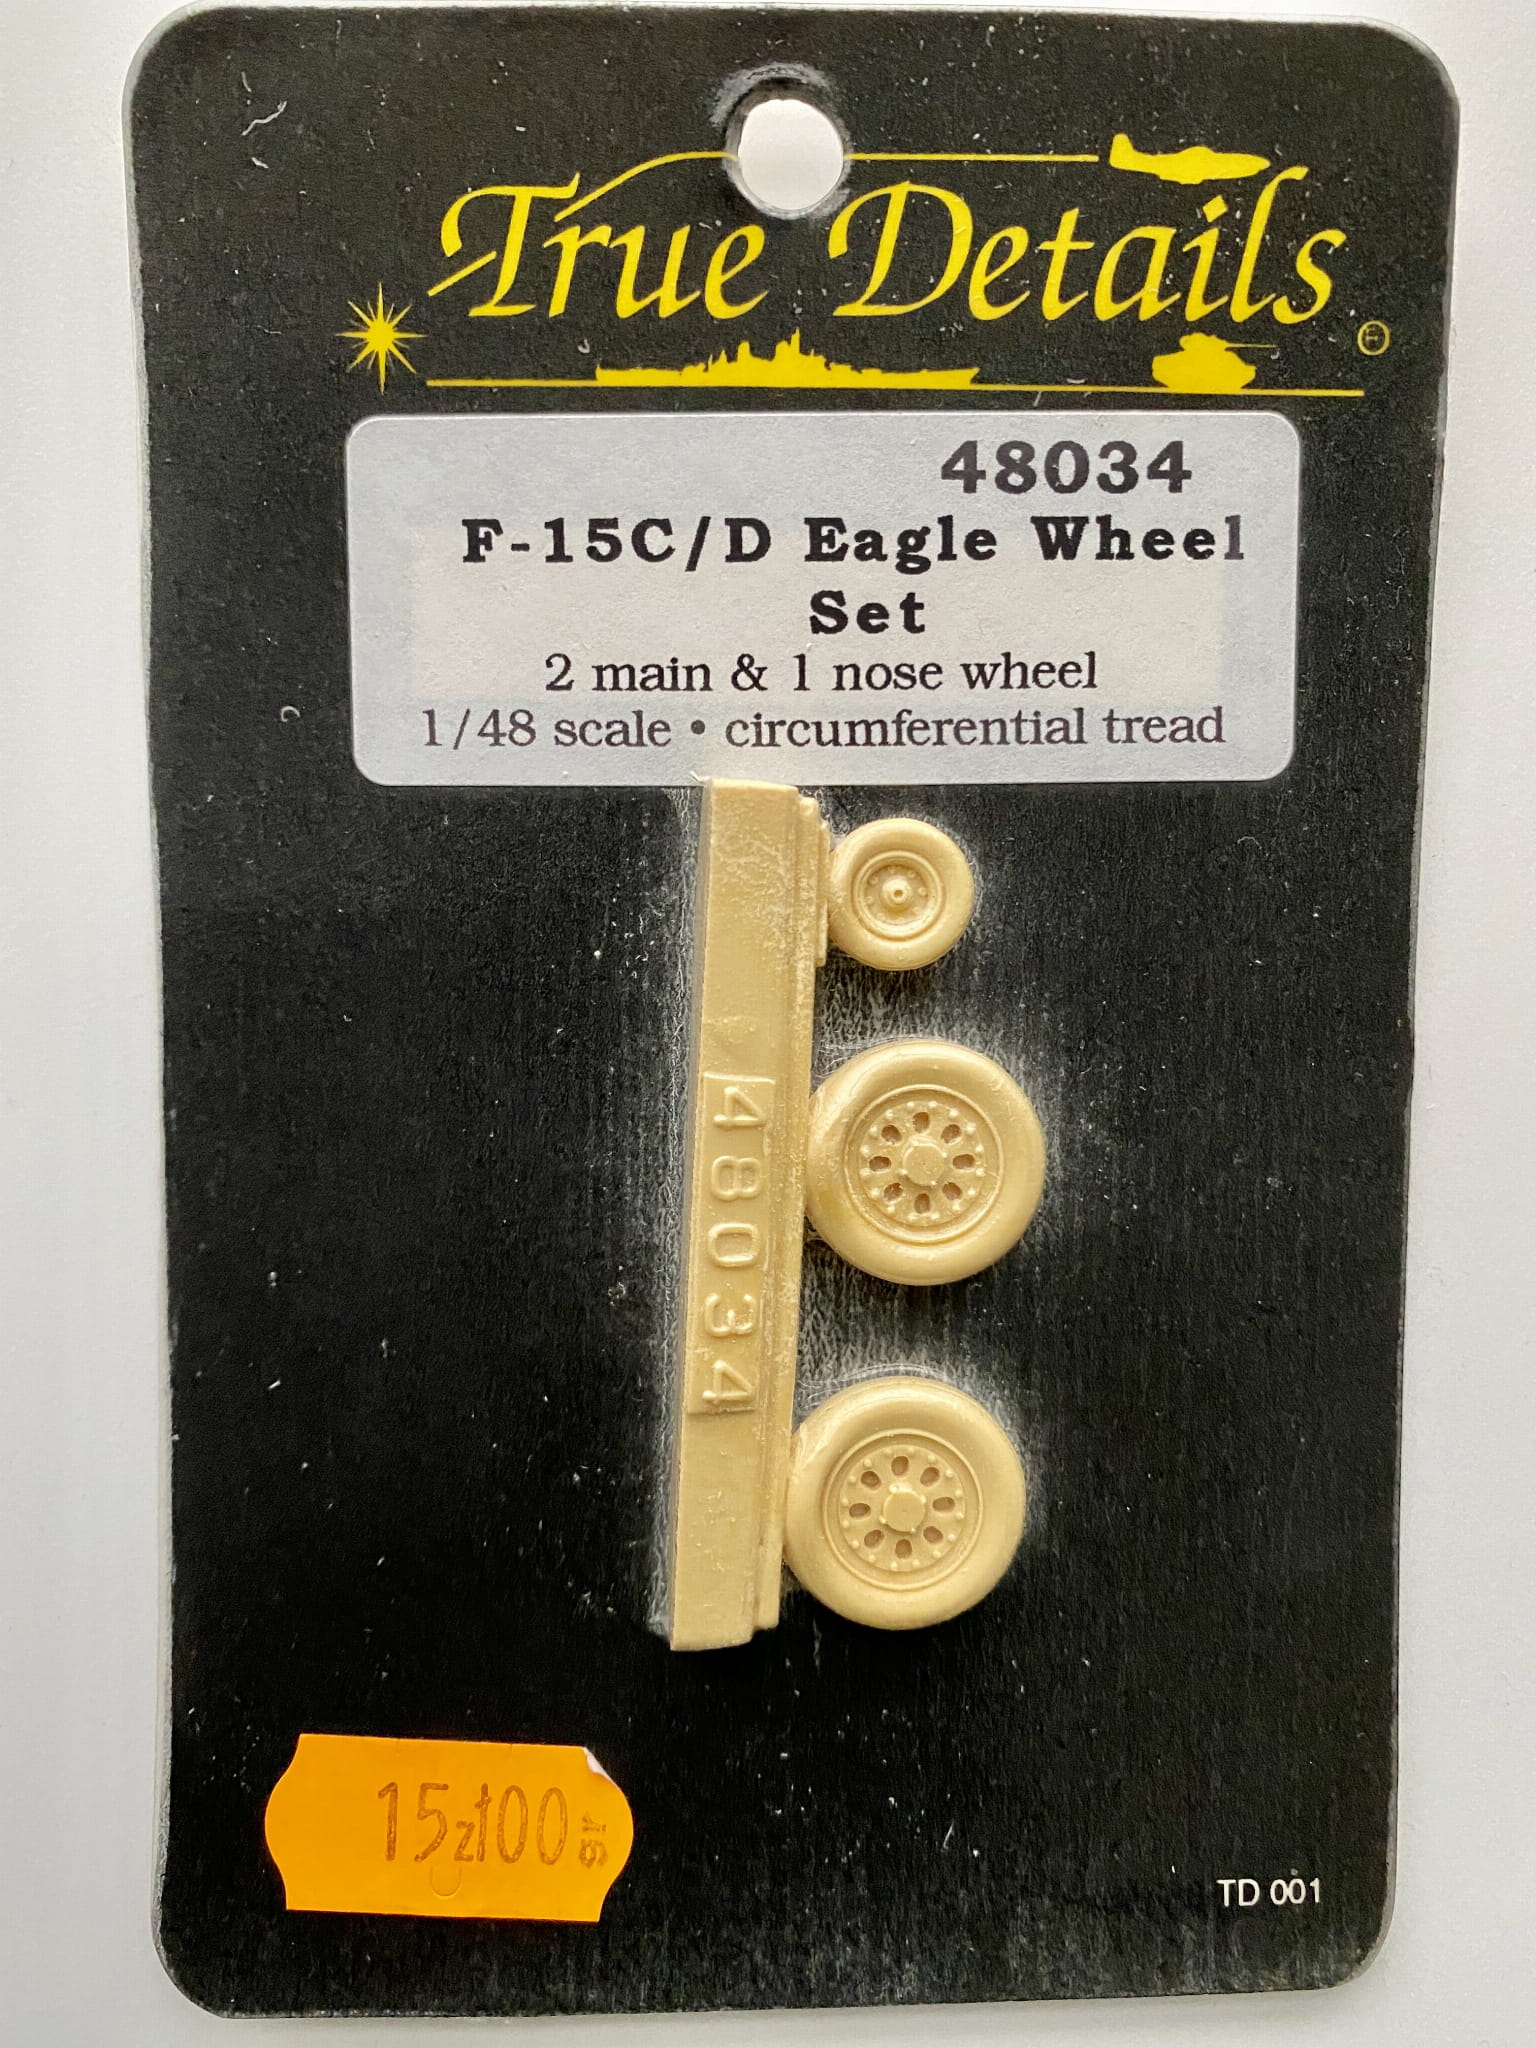 True Details
48034
F-15C/D Eagle Wheel
Set
2 main & 1 nose wheel
1/48 scale • circumferential tread
48034
15zł00
TD 001